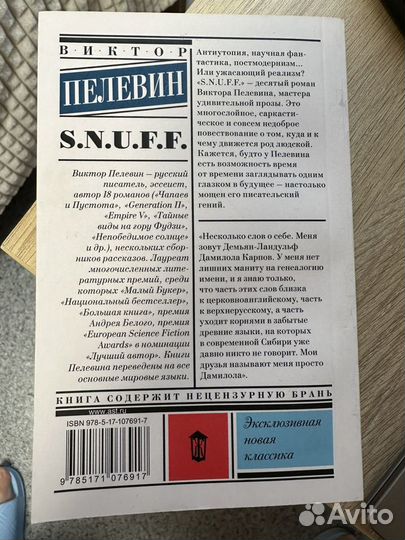 ВИКТОР
ПЕЛЕВИН
S.N.U.F.F.
Виктор Пелевин – русский
писатель, эссеист,
автор 18 романов («Чапаев
и Пустота», «Generation П»,
«Empire V», «Тайные
виды на гору Фудзи»,
«Непобедимое солнце»
и др.), нескольких сбор-
ников рассказов. Лауреат
многочисленных лите-
ратурных премий, среди
которых «Малый Букер»,
«Национальный бестселлер»,
«Большая книга», премия
Андрея Белого, премия
«European Science Fiction
Awards» в номинации
«Лучший автор». Книги
Пелевина переведены на все
основные мировые языки.
Антиутопия, научная фан-
тастика, постмодернизм...
Или ужасающий реализм?
«S.N.U.F.F.» – десятый роман
Виктора Пелевина, мастера
удивительной прозы. Это
многослойное, саркасти-
ческое и совсем недоброе
повествование о том, куда и к
чему движется род людской.
Кажется, будто у Пелевина
есть возможность время
от времени заглядывать одним
глазком в будущее – настолько
мощен его писательский
гений.
«Несколько слов о себе. Меня
зовут Демьян-Ландульф
Дамилола Карпов. У меня нет
лишних маниту на генеалогию
имени, и я знаю только,
что часть этих слов близка
к церковноанглийскому, часть
к верхнерусскому, а часть
уходит корнями в забытые
древние языки, на которых
в современной Сибири уже
давно никто не говорит. Мои
друзья называют меня просто
Дамилола».
КНИГА СОДЕРЖИТ НЕЦЕНЗУРНУЮ БРАНЬ
www.ast.ru
ISBN 978-5-17-107691-7
9 785171 076917
Эксклюзивная
новая
классика
Avito